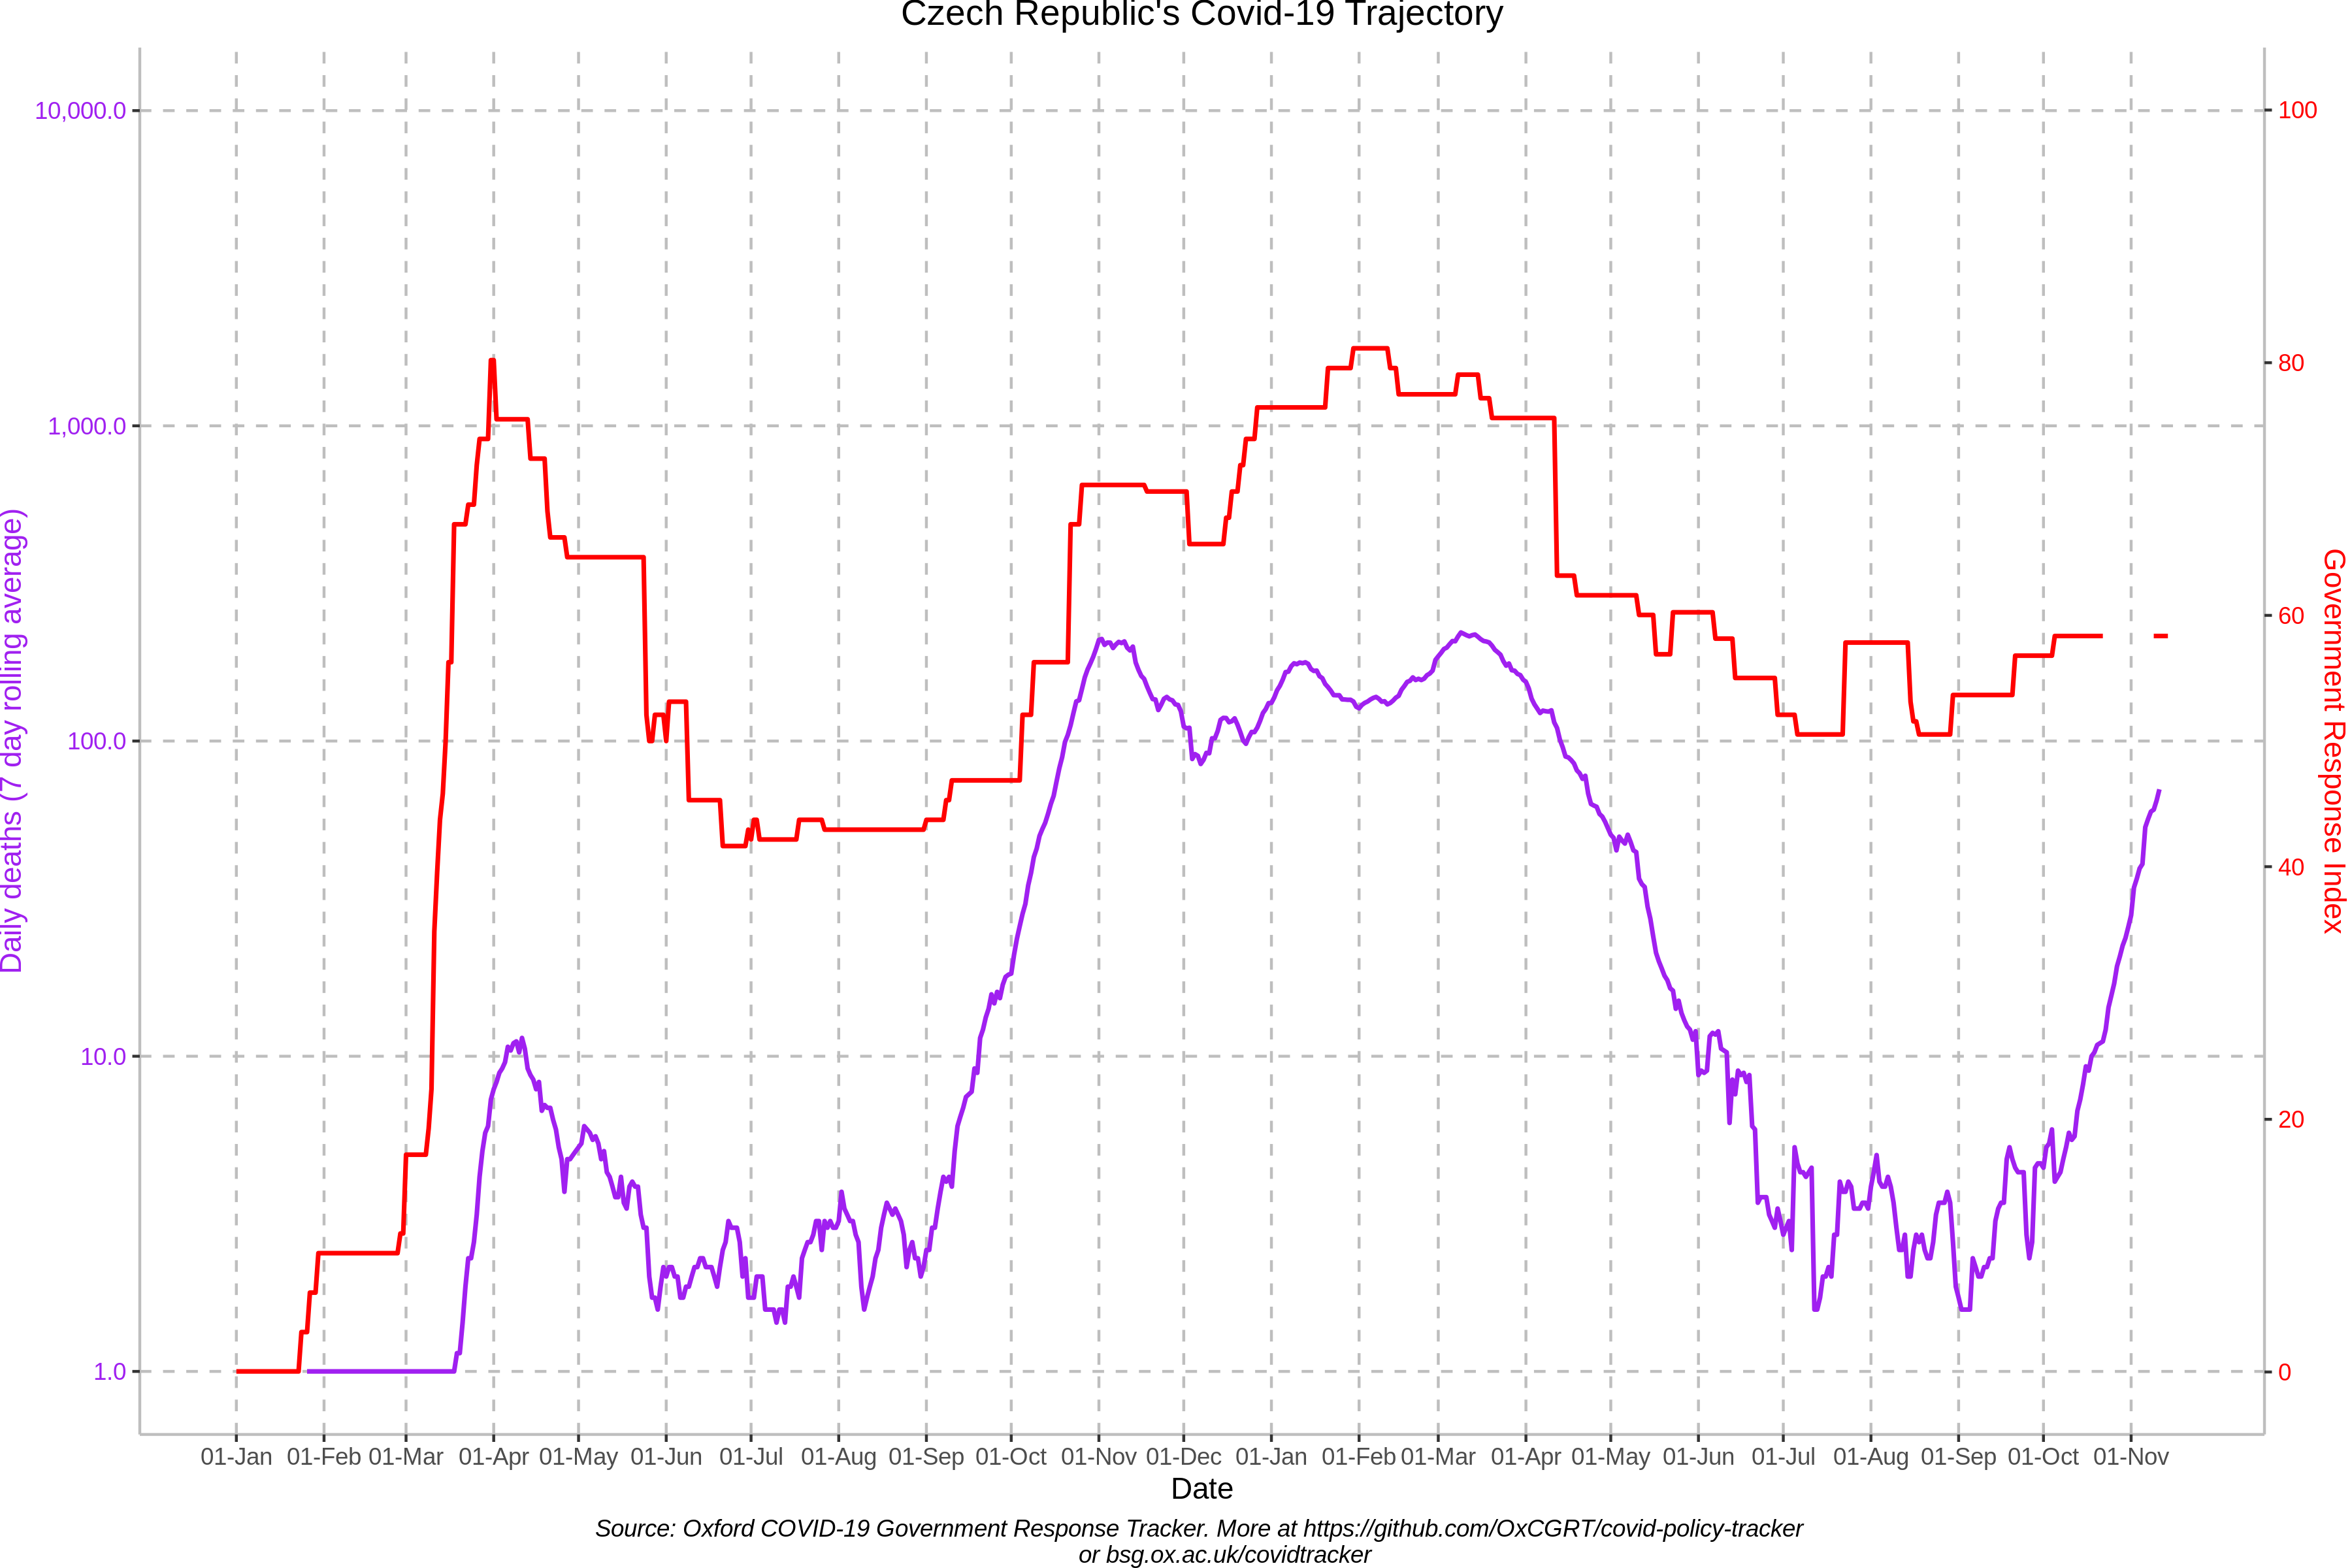 Czech Republic's Covid-19 Trajectory
10,000.0
1,000.0
100.0
10.0
1.0
Daily deaths (7 day rolling average)
100
80
60
40
20
0
Government Response Index
01-Jan 01-Feb 01-Mar 01-Apr 01-May 01-Jun 01-Jul 01-Aug 01-Sep 01-Oct 01-Nov 01-Dec 01-Jan 01-Feb 01-Mar 01-Apr 01-May 01-Jun 01-Jul 01-Aug 01-Sep 01-Oct 01-Nov
Date
Source: Oxford COVID-19 Government Response Tracker. More at https://github.com/OxCGRT/covid-policy-tracker
or bsg.ox.ac.uk/covidtracker